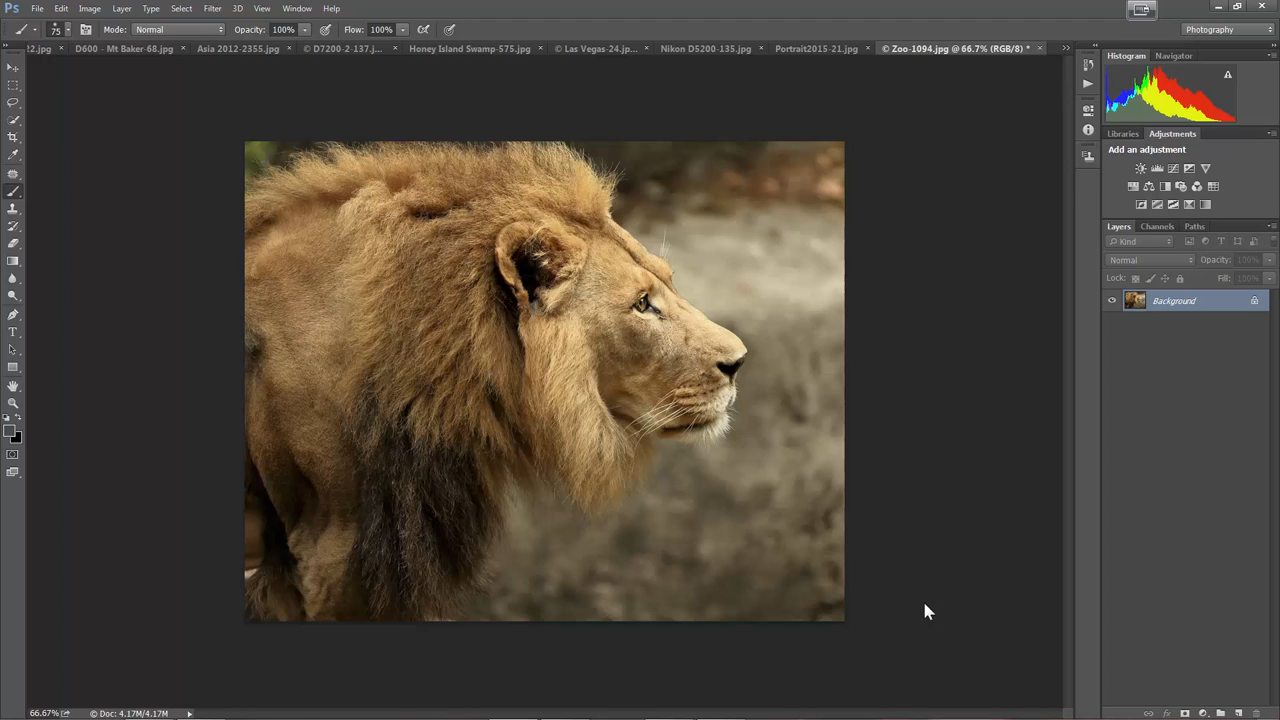 Ps File Edit Image Layer Type Select Filter 3D View Window Help
75 Mode: Normal Opacity: 100% Flow: 100% Photography
22.jpg × D600 - Mt Baker-68.jpg × Asia 2012-2355.jpg × © D7200-2-137.j... × Honey Island Swamp-575.jpg × © Las Vegas-24.jp... × Nikon D5200-135.jpg × Portrait2015-21.jpg × © Zoo-1094.jpg @ 66.7% (RGB/8) * ×
Histogram Navigator
Libraries Adjustments
Add an adjustment
Layers Channels Paths
Kind
Normal Opacity: 100%
Lock: Fill: 100%
Background
66.67% © Doc: 4.17M/4.17M